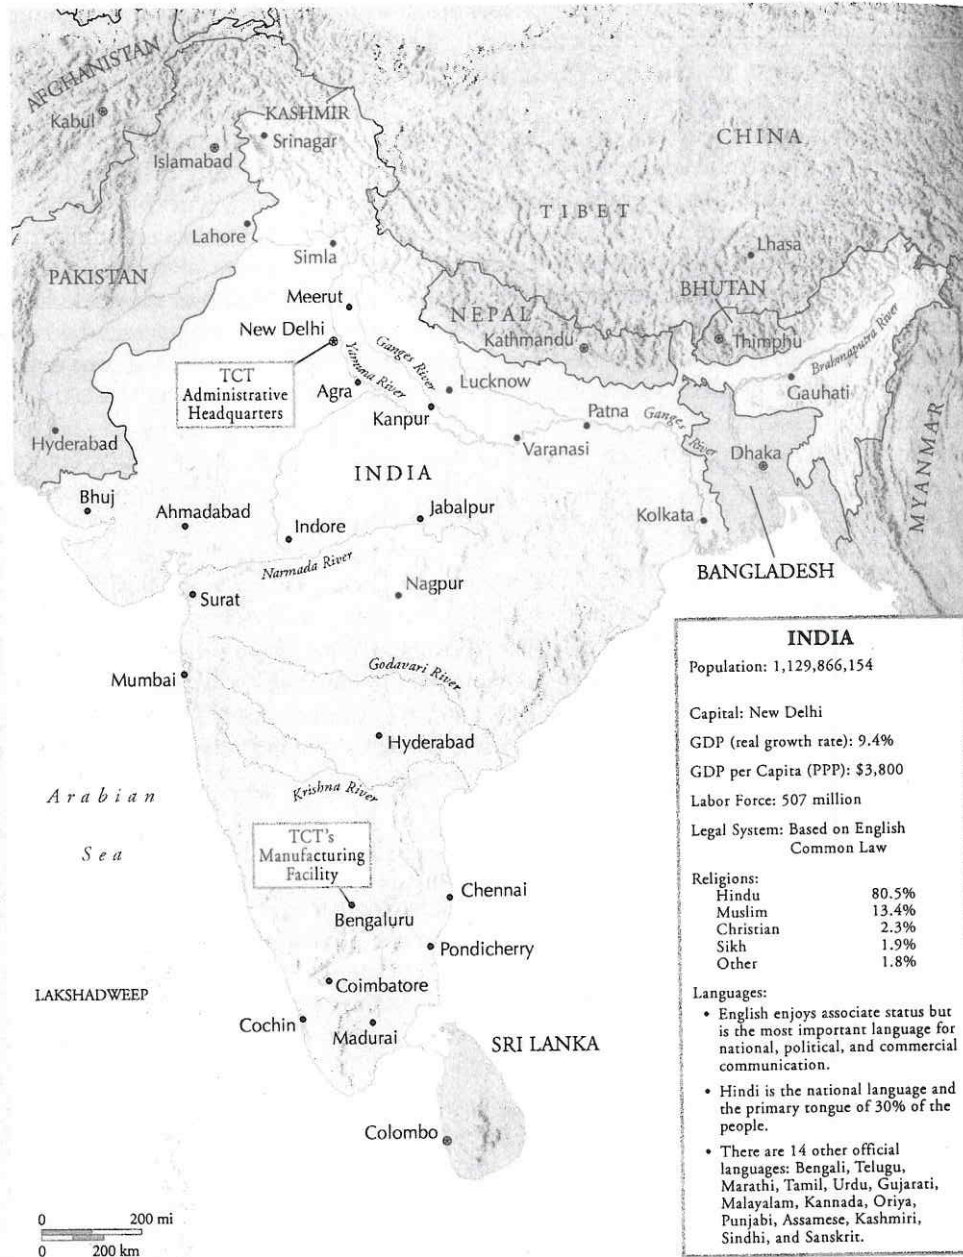 AFGHANISTAN
Kabul
KASHMIR
Srinagar
Islamabad
CHINA
TIBET
Lahore
Simla
Lhasa
PAKISTAN
BHUTAN
Meerut
NEPAL
New Delhi
Kathmandu
Thimphu
Brahmapurra River
Ganges River
Yamuna River
TCT
Administrative
Headquarters
Agra
Lucknow
Gauhati
Kanpur
Patna
Ganges River
Hyderabad
Varanasi
Dhaka
MYANMAR
INDIA
Bhuj
Ahmadabad
Jabalpur
Kolkata
Indore
Narmada River
BANGLADESH
Nagpur
Surat
Mumbai
Godavari River
Hyderabad
Krishna River
Arabian
Sea
TCT's
Manufacturing
Facility
Chennai
Bengaluru
Pondicherry
Coimbatore
LAKSHADWEEP
Cochin
Madurai
SRI LANKA
Colombo
0 200 mi
0 200 km
INDIA
Population: 1,129,866,154
Capital: New Delhi
GDP (real growth rate): 9.4%
GDP per Capita (PPP): $3,800
Labor Force: 507 million
Legal System: Based on English
Common Law
Religions:
Hindu 80.5%
Muslim 13.4%
Christian 2.3%
Sikh 1.9%
Other 1.8%
Languages:
• English enjoys associate status but
is the most important language for
national, political, and commercial
communication.
• Hindi is the national language and
the primary tongue of 30% of the
people.
• There are 14 other official
languages: Bengali, Telugu,
Marathi, Tamil, Urdu, Gujarati,
Malayalam, Kannada, Oriya,
Punjabi, Assamese, Kashmiri,
Sindhi, and Sanskrit.